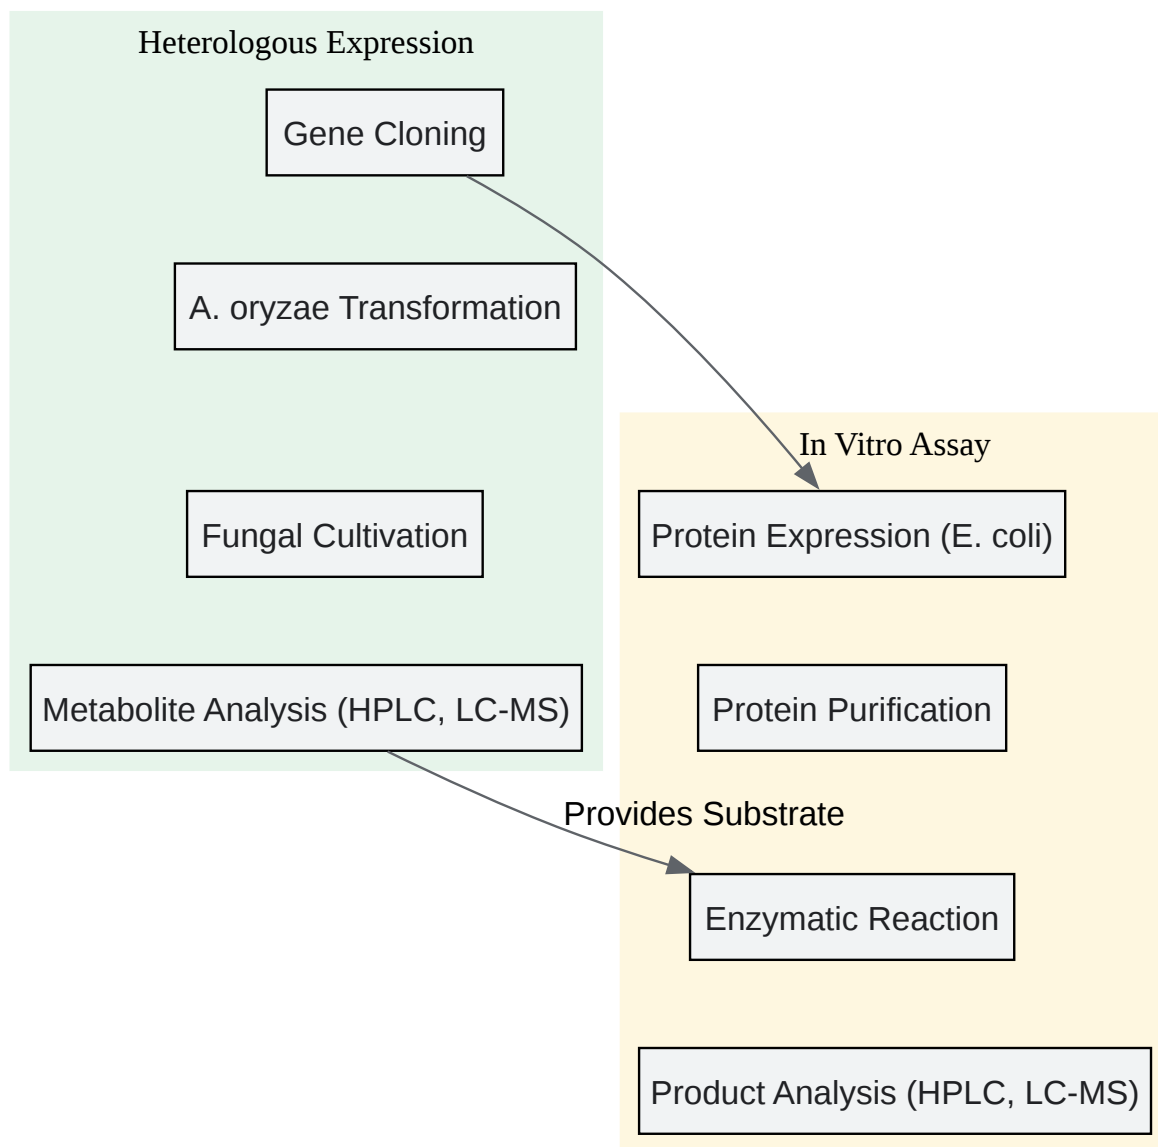 Heterologous Expression
Gene Cloning
A. oryzae Transformation
Fungal Cultivation
Metabolite Analysis (HPLC, LC-MS)
In Vitro Assay
Protein Expression (E. coli)
Protein Purification
Provides Substrate
Enzymatic Reaction
Product Analysis (HPLC, LC-MS)